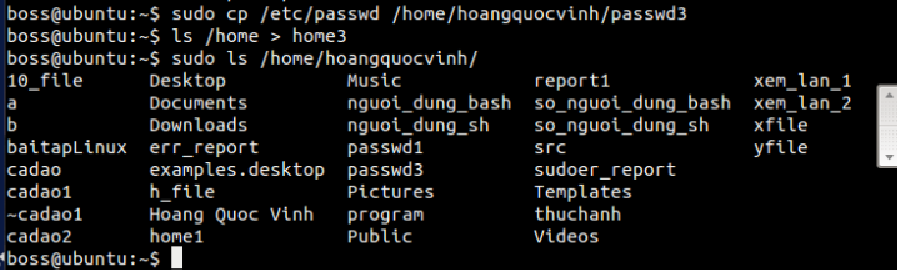 boss@ubuntu:~$ sudo cp /etc/passwd /home/hoangquocvinh/passwd3
boss@ubuntu:~$ ls /home > home3
boss@ubuntu:~$ sudo ls /home/hoangquocvinh/
10_file Desktop Music report1 xem_lan_1
a Documents nguoi_dung_bash so_nguoi_dung_bash xem_lan_2
b Downloads nguoi_dung_sh so_nguoi_dung_sh xfile
baitapLinux err_report passwd1 src yfile
cadao examples.desktop passwd3 sudoer_report
cadao1 h_file Pictures Templates
~cadao1 Hoang Quoc Vinh program thuchanh
cadao2 home1 Public Videos
boss@ubuntu:~$